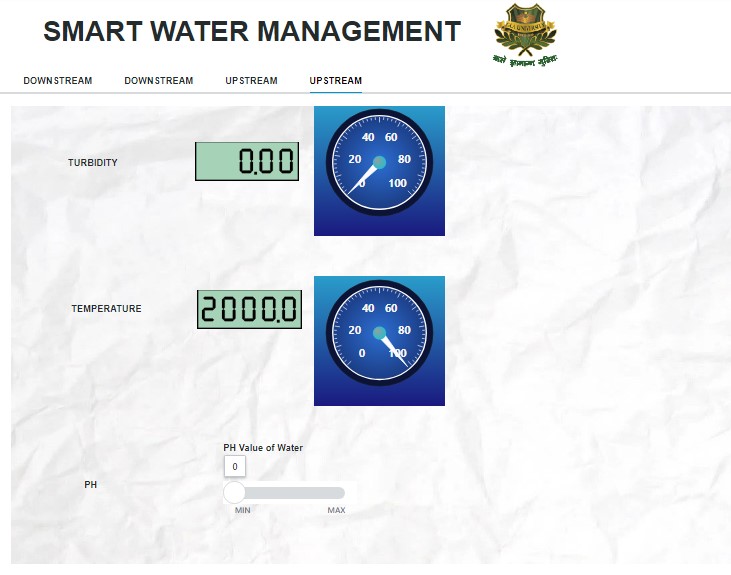 SMART WATER MANAGEMENT
DOWNSTREAM DOWNSTREAM UPSTREAM UPSTREAM
TURBIDITY
0.00
0 20 40 60 80 100
TEMPERATURE
2000.0
0 20 40 60 80 100
PH Value of Water
0
PH
MIN MAX